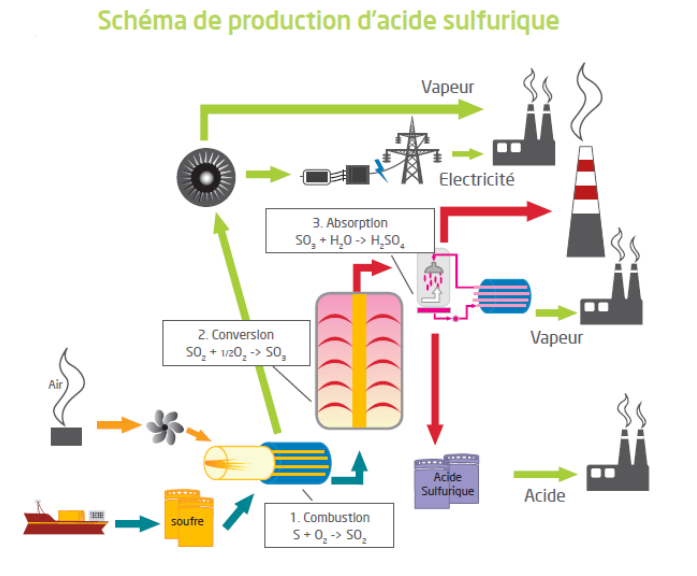 Schéma de production d'acide sulfurique
Vapeur
Electricité
3. Absorption
SO₃ + H₂O -> H₂SO₄
2. Conversion
SO₂ + 1/2O₂ -> SO₃
Vapeur
Air
soufre
Acide
Sulfurique
Acide
1. Combustion
S + O₂ -> SO₂